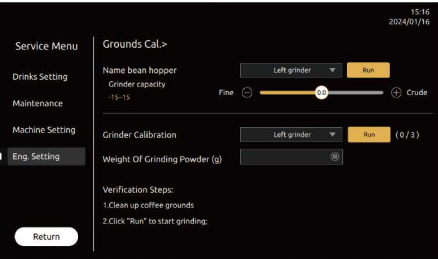 15:16
2024/01/16
Service Menu
Grounds Cal.>
Drinks Setting
Maintenance
Machine Setting
Eng. Setting
Return
Name bean hopper
Left grinder
Run
Grinder capacity
-15~15
Fine
0.0
Crude
Grinder Calibration
Left grinder
Run
(0/3)
Weight Of Grinding Powder (g)
Verification Steps:
1.Clean up coffee grounds
2.Click "Run" to start grinding;